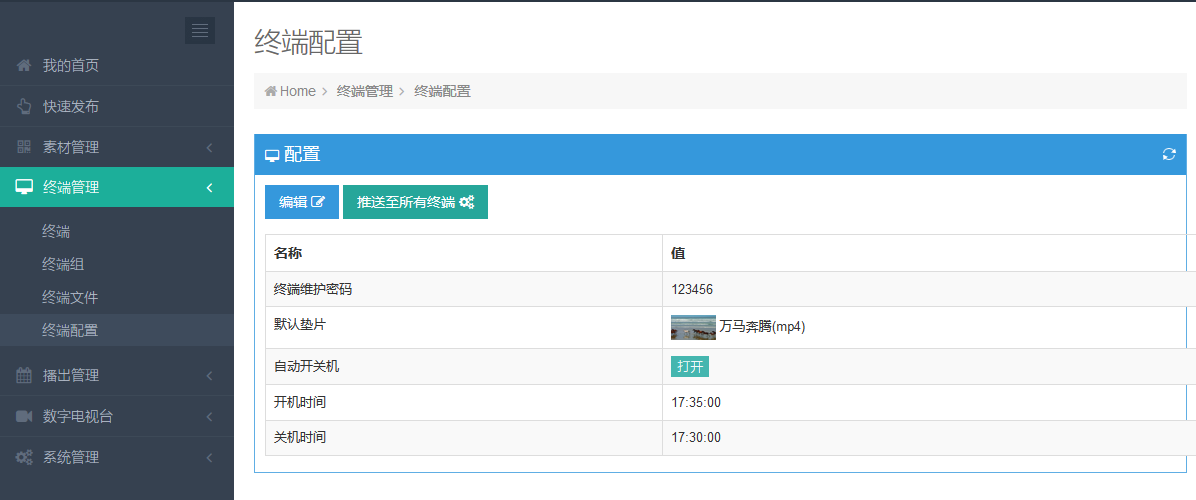 终端配置
Home 终端管理 终端配置
我的首页
快速发布
素材管理
终端管理
终端
终端组
终端文件
终端配置
播出管理
数字电视台
系统管理
配置
编辑 推送至所有终端
名称 值
终端维护密码 123456
默认垫片 万马奔腾(mp4)
自动开关机 打开
开机时间 17:35:00
关机时间 17:30:00